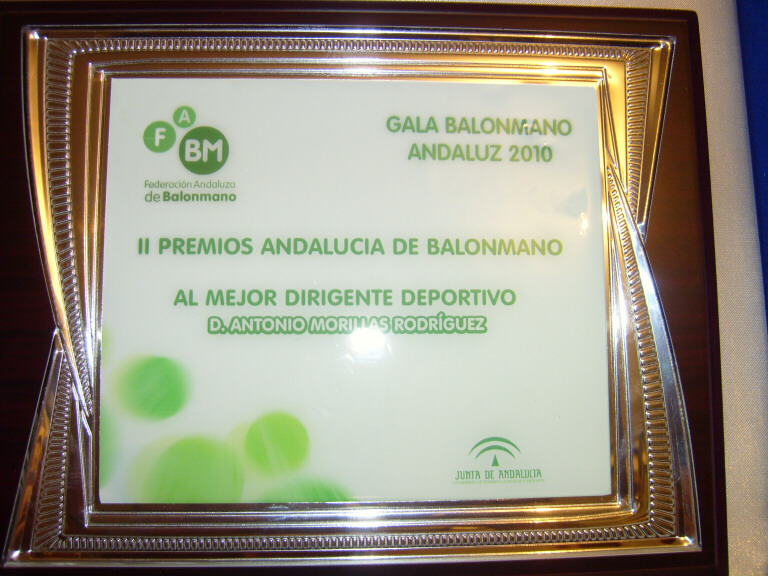 F
A
BM
Federación Andaluza
de Balonmano
GALA BALONMANO
ANDALUZ 2010
II PREMIOS ANDALUCIA DE BALONMANO
AL MEJOR DIRIGENTE DEPORTIVO
D. ANTONIO MORILLAS RODRÍGUEZ
JUNTA DE ANDALUCIA